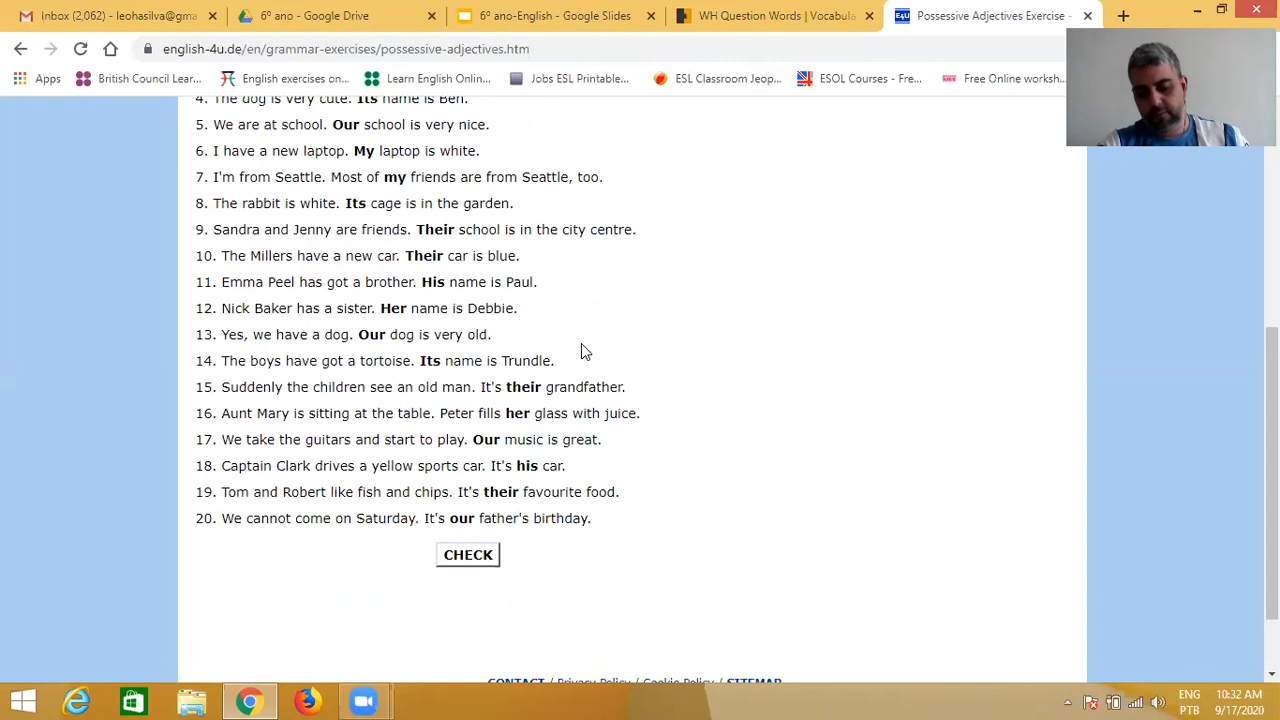 Inbox (2,062) - leohasilva@gma
6º ano - Google Drive
6º ano-English - Google Slides
WH Question Words | Vocabula
E4U Possessive Adjectives Exercise -
english-4u.de/en/grammar-exercises/possessive-adjectives.htm
Apps
British Council Lear...
English exercises on...
Learn English Onlin...
Jobs ESL Printable...
ESL Classroom Jeop...
ESOL Courses - Fre...
Free Online worksh...
4. The dog is very cute. Its name is Ben.
5. We are at school. Our school is very nice.
6. I have a new laptop. My laptop is white.
7. I'm from Seattle. Most of my friends are from Seattle, too.
8. The rabbit is white. Its cage is in the garden.
9. Sandra and Jenny are friends. Their school is in the city centre.
10. The Millers have a new car. Their car is blue.
11. Emma Peel has got a brother. His name is Paul.
12. Nick Baker has a sister. Her name is Debbie.
13. Yes, we have a dog. Our dog is very old.
14. The boys have got a tortoise. Its name is Trundle.
15. Suddenly the children see an old man. It's their grandfather.
16. Aunt Mary is sitting at the table. Peter fills her glass with juice.
17. We take the guitars and start to play. Our music is great.
18. Captain Clark drives a yellow sports car. It's his car.
19. Tom and Robert like fish and chips. It's their favourite food.
20. We cannot come on Saturday. It's our father's birthday.
CHECK
CONTACT / Privacy Policy / Cookie Policy / SITEMAP
ENG
PTB
10:32 AM
9/17/2020